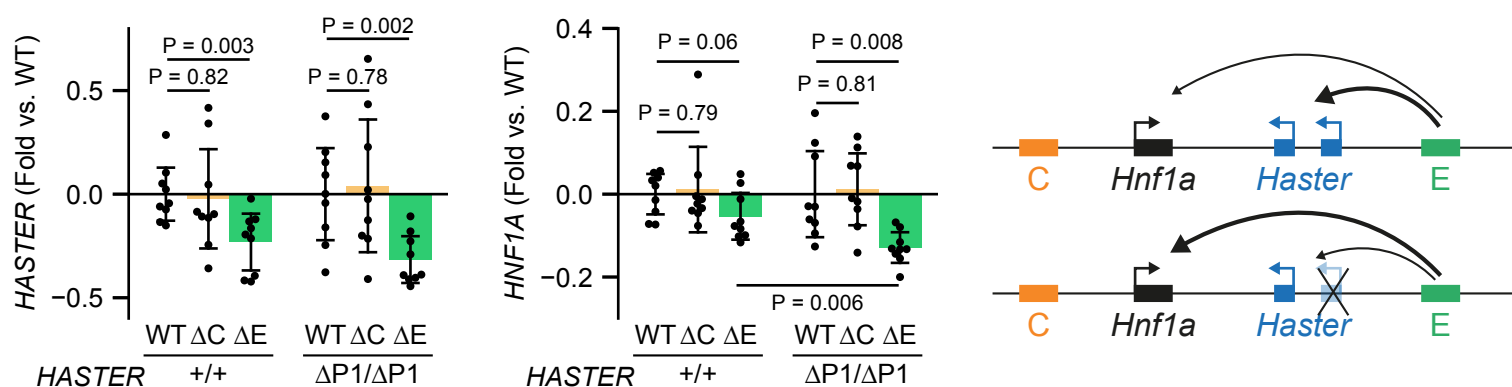 HASTER (Fold vs. WT)
0.5
0.0
−0.5
P = 0.003
P = 0.82
P = 0.002
P = 0.78
WT ΔC ΔE
WT ΔC ΔE
HASTER
+/+
ΔP1/ΔP1
HNF1A (Fold vs. WT)
0.4
0.2
0.0
−0.2
P = 0.06
P = 0.79
P = 0.008
P = 0.81
P = 0.006
WT ΔC ΔE
WT ΔC ΔE
HASTER
+/+
ΔP1/ΔP1
C
Hnf1a
Haster
E
C
Hnf1a
Haster
E